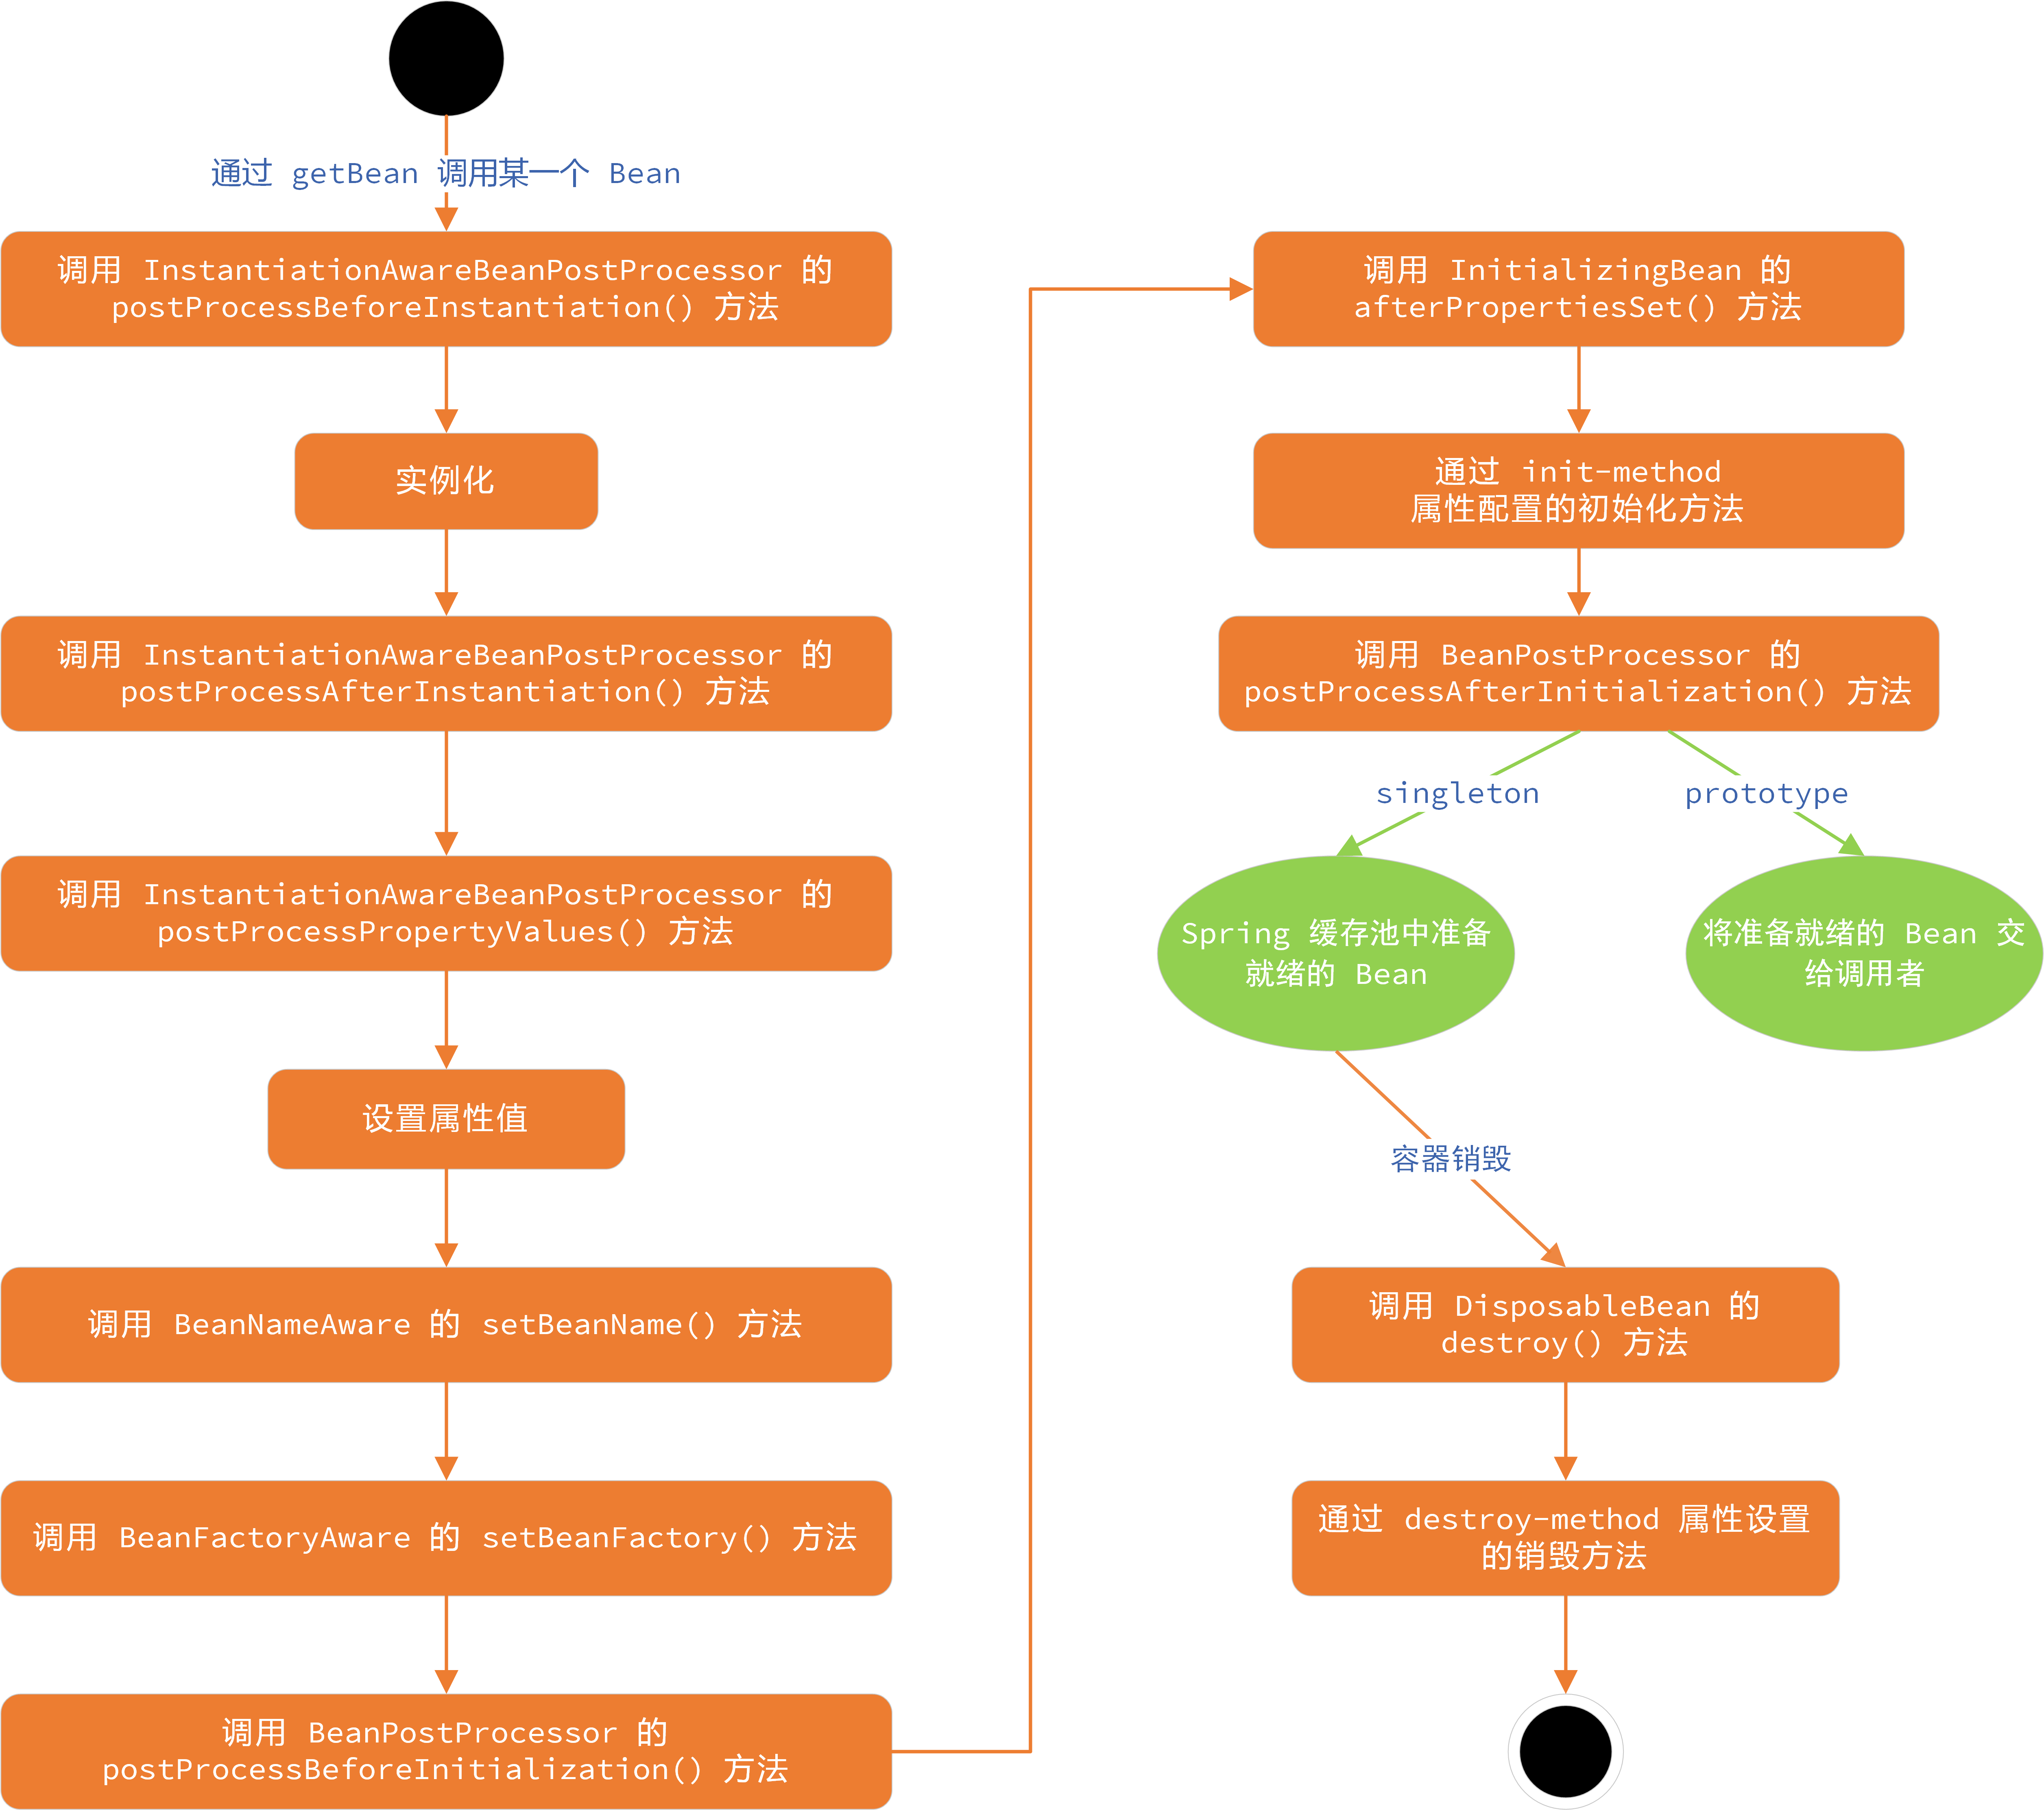 通过 getBean 调用某一个 Bean
调用 InstantiationAwareBeanPostProcessor 的
postProcessBeforeInstantiation() 方法
实例化
调用 InstantiationAwareBeanPostProcessor 的
postProcessAfterInstantiation() 方法
调用 InstantiationAwareBeanPostProcessor 的
postProcessPropertyValues() 方法
设置属性值
调用 BeanNameAware 的 setBeanName() 方法
调用 BeanFactoryAware 的 setBeanFactory() 方法
调用 BeanPostProcessor 的
postProcessBeforeInitialization() 方法
调用 InitializingBean 的
afterPropertiesSet() 方法
通过 init-method
属性配置的初始化方法
调用 BeanPostProcessor 的
postProcessAfterInitialization() 方法
singleton
prototype
Spring 缓存池中准备
就绪的 Bean
将准备就绪的 Bean 交
给调用者
容器销毁
调用 DisposableBean 的
destroy() 方法
通过 destroy-method 属性设置
的销毁方法